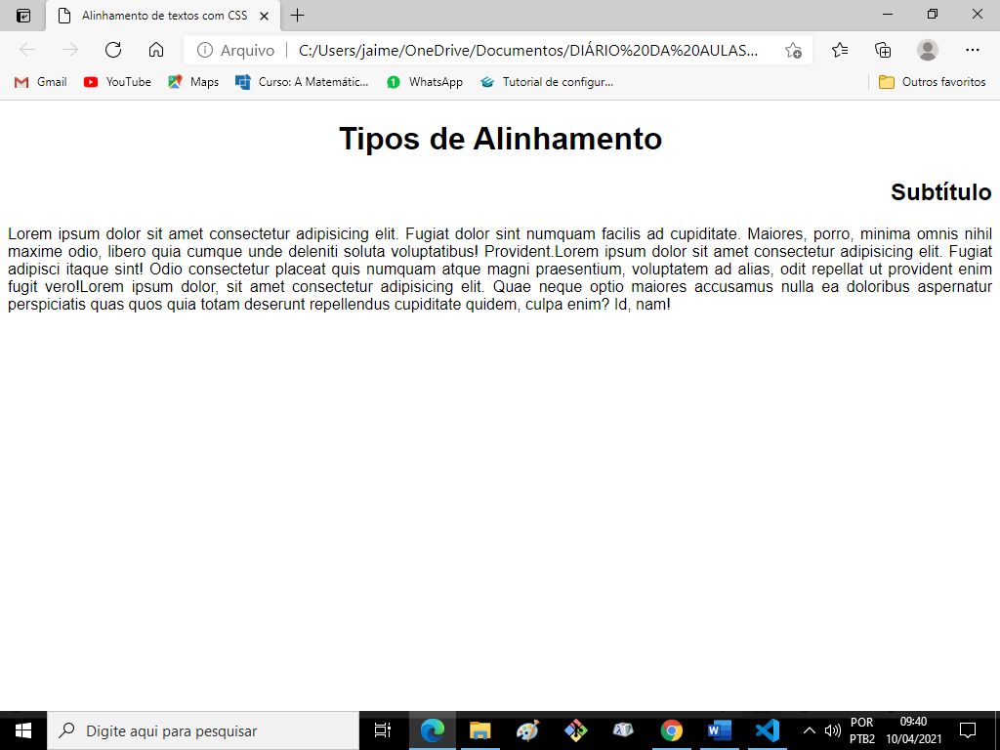 Alinhamento de textos com CSS
Arquivo C:/Users/jaime/OneDrive/Documentos/DIÁRIO%20DA%20AULAS...
Gmail YouTube Maps Curso: A Matemátic... WhatsApp Tutorial de configur... Outros favoritos
Tipos de Alinhamento
Subtítulo
Lorem ipsum dolor sit amet consectetur adipisicing elit. Fugiat dolor sint numquam facilis ad cupiditate. Maiores, porro, minima omnis nihil
maxime odio, libero quia cumque unde deleniti soluta voluptatibus! Provident.Lorem ipsum dolor sit amet consectetur adipisicing elit. Fugiat
adipisci itaque sint! Odio consectetur placeat quis numquam atque magni praesentium, voluptatem ad alias, odit repellat ut provident enim
fugit vero!Lorem ipsum dolor, sit amet consectetur adipisicing elit. Quae neque optio maiores accusamus nulla ea doloribus aspernatur
perspiciatis quas quos quia totam deserunt repellendus cupiditate quidem, culpa enim? Id, nam!
Digite aqui para pesquisar
POR 09:40
PTB2 10/04/2021